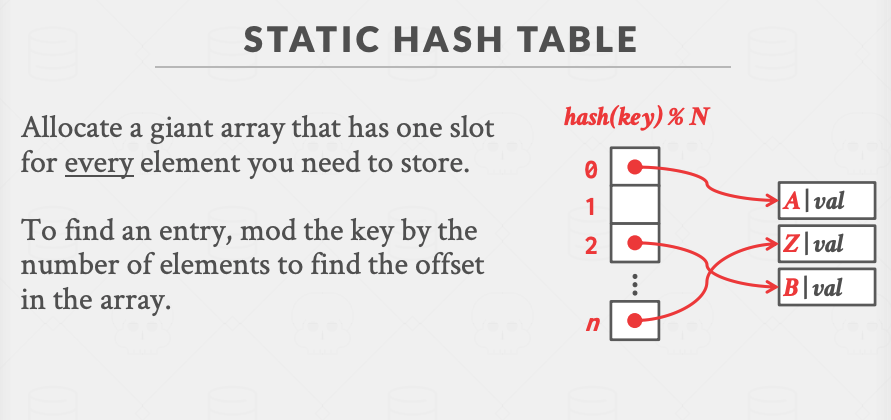 STATIC HASH TABLE
Allocate a giant array that has one slot
for every element you need to store.
To find an entry, mod the key by the
number of elements to find the offset
in the array.
hash(key) % N
0
1
2
⋮
n
A|val
Z|val
B|val